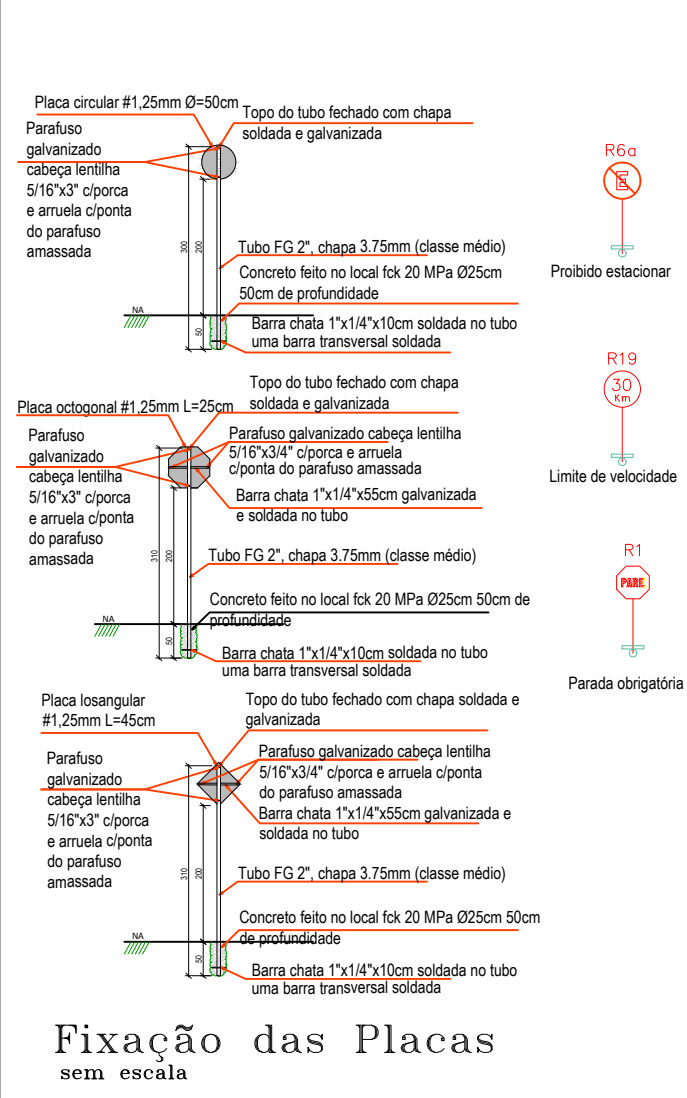 Placa circular #1,25mm Ø=50cm
Topo do tubo fechado com chapa
soldada e galvanizada
Parafuso
galvanizado
cabeça lentilha
5/16"x3" c/porca
e arruela c/ponta
do parafuso
amassada
300
200
Tubo FG 2", chapa 3.75mm (classe médio)
Concreto feito no local fck 20 MPa Ø25cm
50cm de profundidade
NA
50
Barra chata 1"x1/4"x10cm soldada no tubo
uma barra transversal soldada
Topo do tubo fechado com chapa
soldada e galvanizada
Placa octogonal #1,25mm L=25cm
Parafuso
galvanizado
cabeça lentilha
5/16"x3" c/porca
e arruela c/ponta
do parafuso
amassada
Parafuso galvanizado cabeça lentilha
5/16"x3/4" c/porca e arruela
c/ponta do parafuso amassada
Barra chata 1"x1/4"x55cm galvanizada
e soldada no tubo
310
200
Tubo FG 2", chapa 3.75mm (classe médio)
Concreto feito no local fck 20 MPa Ø25cm 50cm de
profundidade
NA
50
Barra chata 1"x1/4"x10cm soldada no tubo
uma barra transversal soldada
Placa losangular
#1,25mm L=45cm
Topo do tubo fechado com chapa soldada e
galvanizada
Parafuso
galvanizado
cabeça lentilha
5/16"x3" c/porca
e arruela c/ponta
do parafuso
amassada
Parafuso galvanizado cabeça lentilha
5/16"x3/4" c/porca e arruela c/ponta
do parafuso amassada
Barra chata 1"x1/4"x55cm galvanizada e
soldada no tubo
310
200
Tubo FG 2", chapa 3.75mm (classe médio)
Concreto feito no local fck 20 MPa Ø25cm 50cm
de profundidade
NA
50
Barra chata 1"x1/4"x10cm soldada no tubo
uma barra transversal soldada
R6a
E
Proibido estacionar
R19
30
Km
Limite de velocidade
R1
PARE
Parada obrigatória
Fixação das Placas
sem escala